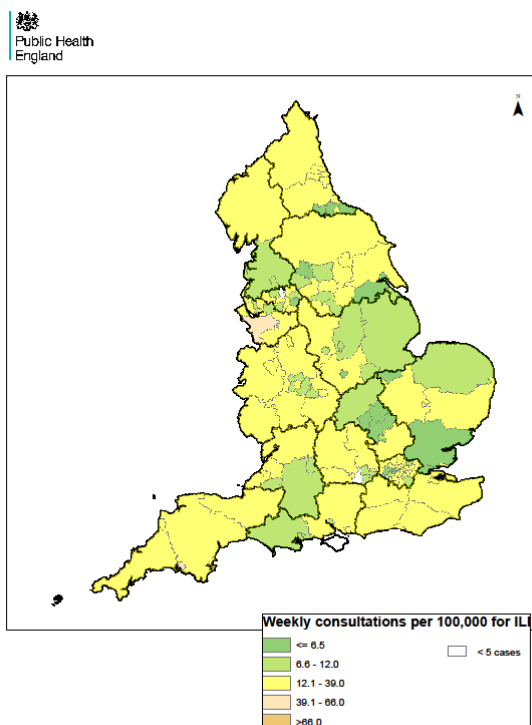 Public Health
England
N
Weekly consultations per 100,000 for ILI
<= 6.5
< 5 cases
6.6 - 12.0
12.1 - 39.0
39.1 - 66.0
>66.0